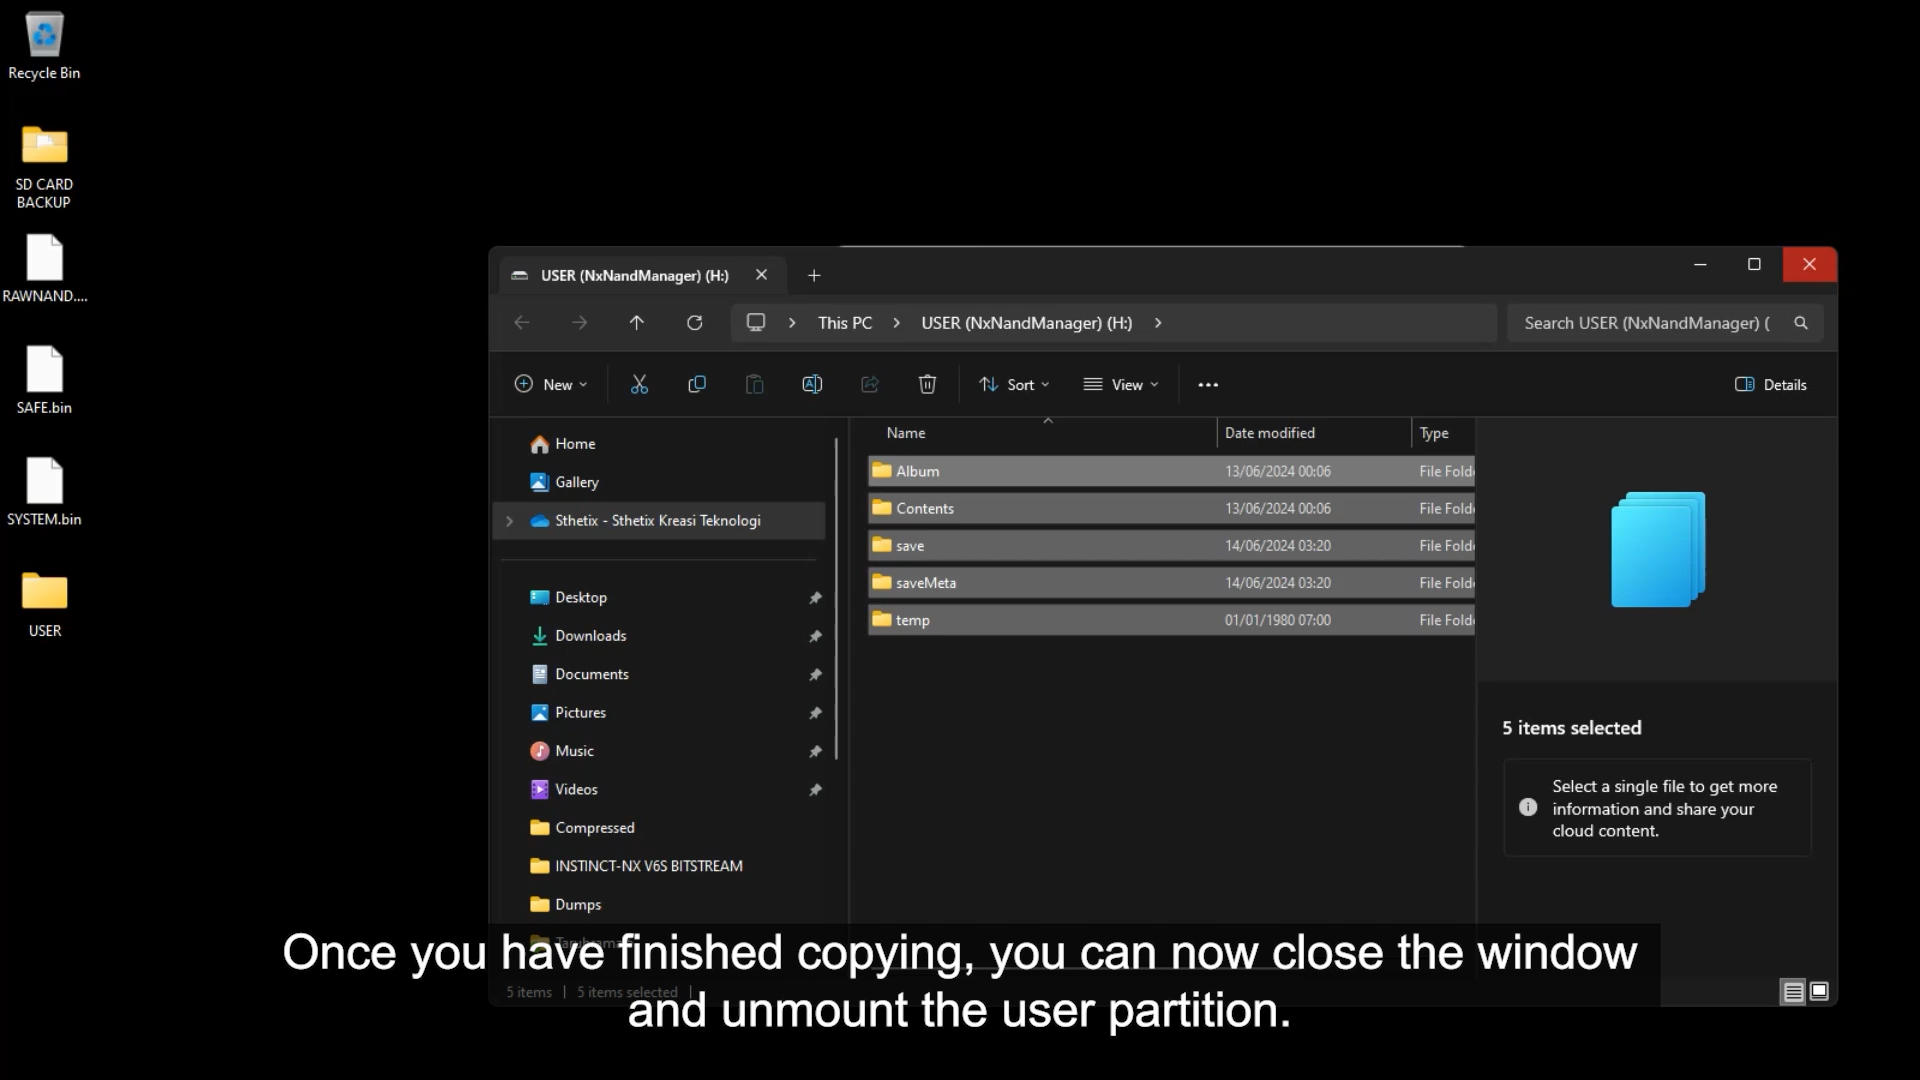 Recycle Bin
SD CARD
BACKUP
RAWNAND....
SAFE.bin
SYSTEM.bin
USER
USER (NxNandManager) (H:)
This PC
USER (NxNandManager) (H:)
Search USER (NxNandManager) (
New
Sort
View
Details
Home
Gallery
Sthetix - Sthetix Kreasi Teknologi
Desktop
Downloads
Documents
Pictures
Music
Videos
Compressed
INSTINCT-NX V6S BITSTREAM
Dumps
Name Date modified Type
Album 13/06/2024 00:06 File Fold
Contents 13/06/2024 00:06 File Fold
save 14/06/2024 03:20 File Fold
saveMeta 14/06/2024 03:20 File Fold
temp 01/01/1980 07:00 File Fold
5 items selected
Select a single file to get more
information and share your
cloud content.
5 items 5 items selected
Once you have finished copying, you can now close the window
and unmount the user partition.